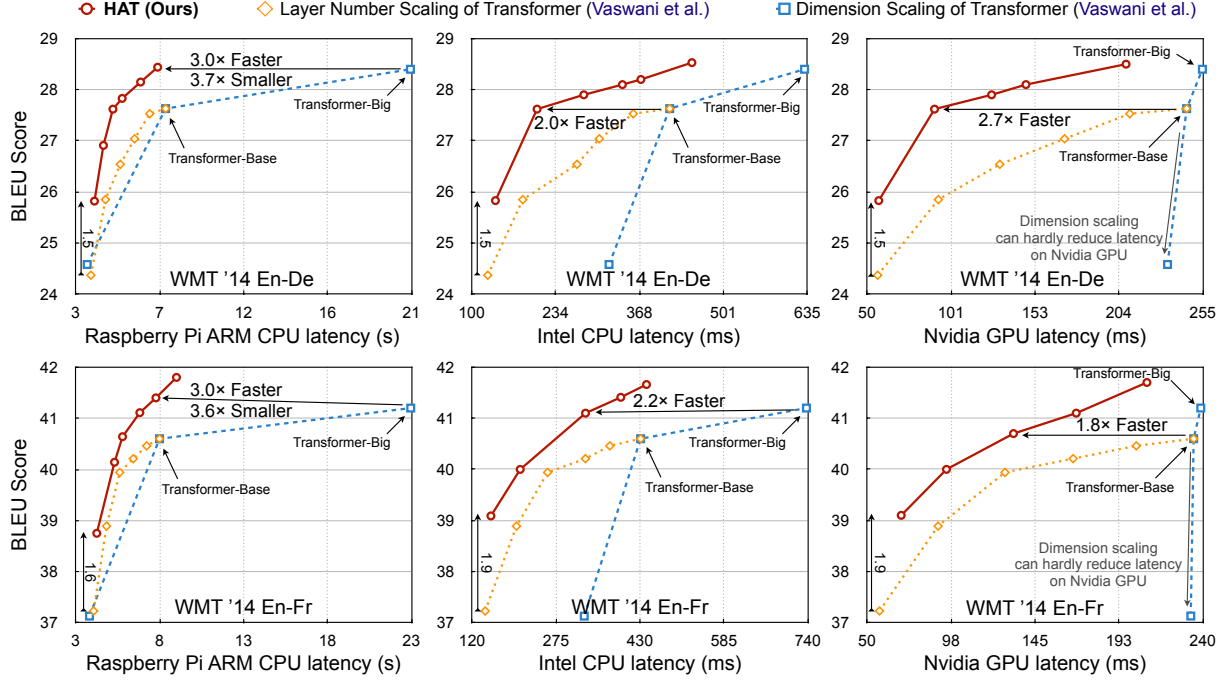 HAT (Ours) Layer Number Scaling of Transformer (Vaswani et al.) Dimension Scaling of Transformer (Vaswani et al.)
BLEU Score
29
28
27
26
25
24
3.0× Faster
3.7× Smaller
Transformer-Big
Transformer-Base
1.5
WMT ’14 En-De
3 7 12 16 21
Raspberry Pi ARM CPU latency (s)
2.0× Faster
Transformer-Big
Transformer-Base
1.5
WMT ’14 En-De
100 234 368 501 635
Intel CPU latency (ms)
Transformer-Big
2.7× Faster
Transformer-Base
1.5
Dimension scaling
can hardly reduce latency
on Nvidia GPU
WMT ’14 En-De
50 101 153 204 255
Nvidia GPU latency (ms)
BLEU Score
42
41
40
39
38
37
3.0× Faster
3.6× Smaller
Transformer-Big
Transformer-Base
1.6
WMT ’14 En-Fr
3 8 13 18 23
Raspberry Pi ARM CPU latency (s)
2.2× Faster
Transformer-Big
Transformer-Base
1.9
WMT ’14 En-Fr
120 275 430 585 740
Intel CPU latency (ms)
Transformer-Big
1.8× Faster
Transformer-Base
1.9
Dimension scaling
can hardly reduce latency
on Nvidia GPU
WMT ’14 En-Fr
50 98 145 193 240
Nvidia GPU latency (ms)